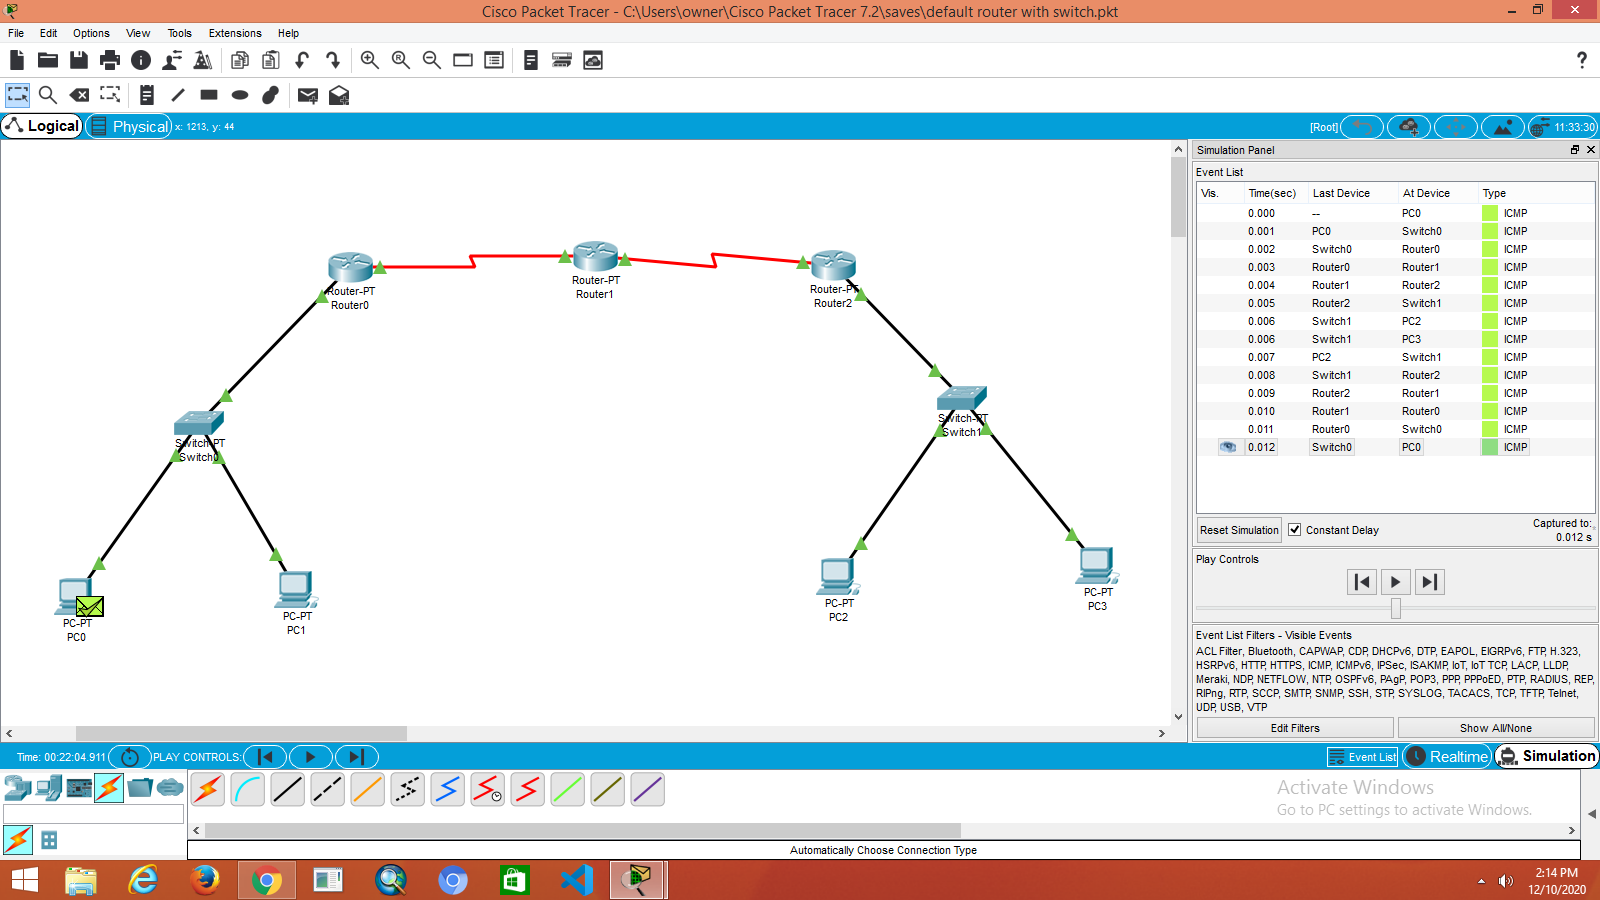 Cisco Packet Tracer - C:\Users\owner\Cisco Packet Tracer 7.2\saves\default router with switch.pkt
File Edit Options View Tools Extensions Help
Logical Physical x: 1213, y: 44 [Root] 11:33:30
Router-PT
Router0
Router-PT
Router1
Router-PT
Router2
Switch-PT
Switch0
Switch-PT
Switch1
PC-PT
PC0
PC-PT
PC1
PC-PT
PC2
PC-PT
PC3
Simulation Panel
Event List
Vis. Time(sec) Last Device At Device Type
0.000 -- PC0 ICMP
0.001 PC0 Switch0 ICMP
0.002 Switch0 Router0 ICMP
0.003 Router0 Router1 ICMP
0.004 Router1 Router2 ICMP
0.005 Router2 Switch1 ICMP
0.006 Switch1 PC2 ICMP
0.006 Switch1 PC3 ICMP
0.007 PC2 Switch1 ICMP
0.008 Switch1 Router2 ICMP
0.009 Router2 Router1 ICMP
0.010 Router1 Router0 ICMP
0.011 Router0 Switch0 ICMP
0.012 Switch0 PC0 ICMP
Reset Simulation Constant Delay Captured to:
0.012 s
Play Controls
Event List Filters - Visible Events
ACL Filter, Bluetooth, CAPWAP, CDP, DHCPv6, DTP, EAPOL, EIGRPv6, FTP, H.323,
HSRPv6, HTTP, HTTPS, ICMP, ICMPv6, IPSec, ISAKMP, IoT, IoT TCP, LACP, LLDP,
Meraki, NDP, NETFLOW, NTP, OSPFv6, PAgP, POP3, PPP, PPPoED, PTP, RADIUS, REP,
RIPng, RTP, SCCP, SMTP, SNMP, SSH, STP, SYSLOG, TACACS, TCP, TFTP, Telnet,
UDP, USB, VTP
Edit Filters Show All/None
Time: 00:22:04.911 PLAY CONTROLS: Event List Realtime Simulation
Activate Windows
Go to PC settings to activate Windows.
Automatically Choose Connection Type
2:14 PM
12/10/2020